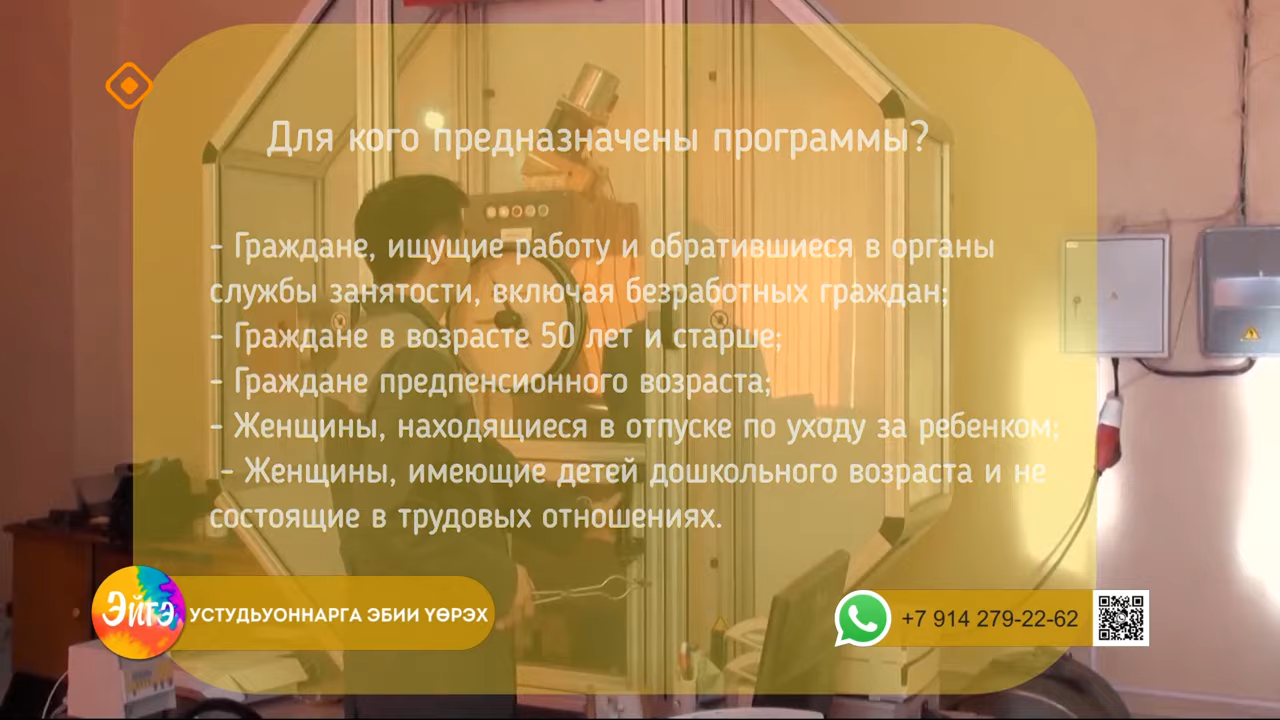 Для кого предназначены программы?
- Граждане, ищущие работу и обратившиеся в органы
службы занятости, включая безработных граждан;
- Граждане в возрасте 50 лет и старше;
- Граждане предпенсионного возраста;
- Женщины, находящиеся в отпуске по уходу за ребенком;
- Женщины, имеющие детей дошкольного возраста и не
состоящие в трудовых отношениях.
Эйгэ
УСТУДЬУОННАРГА ЭБИИ ҮӨРЭХ
+7 914 279-22-62